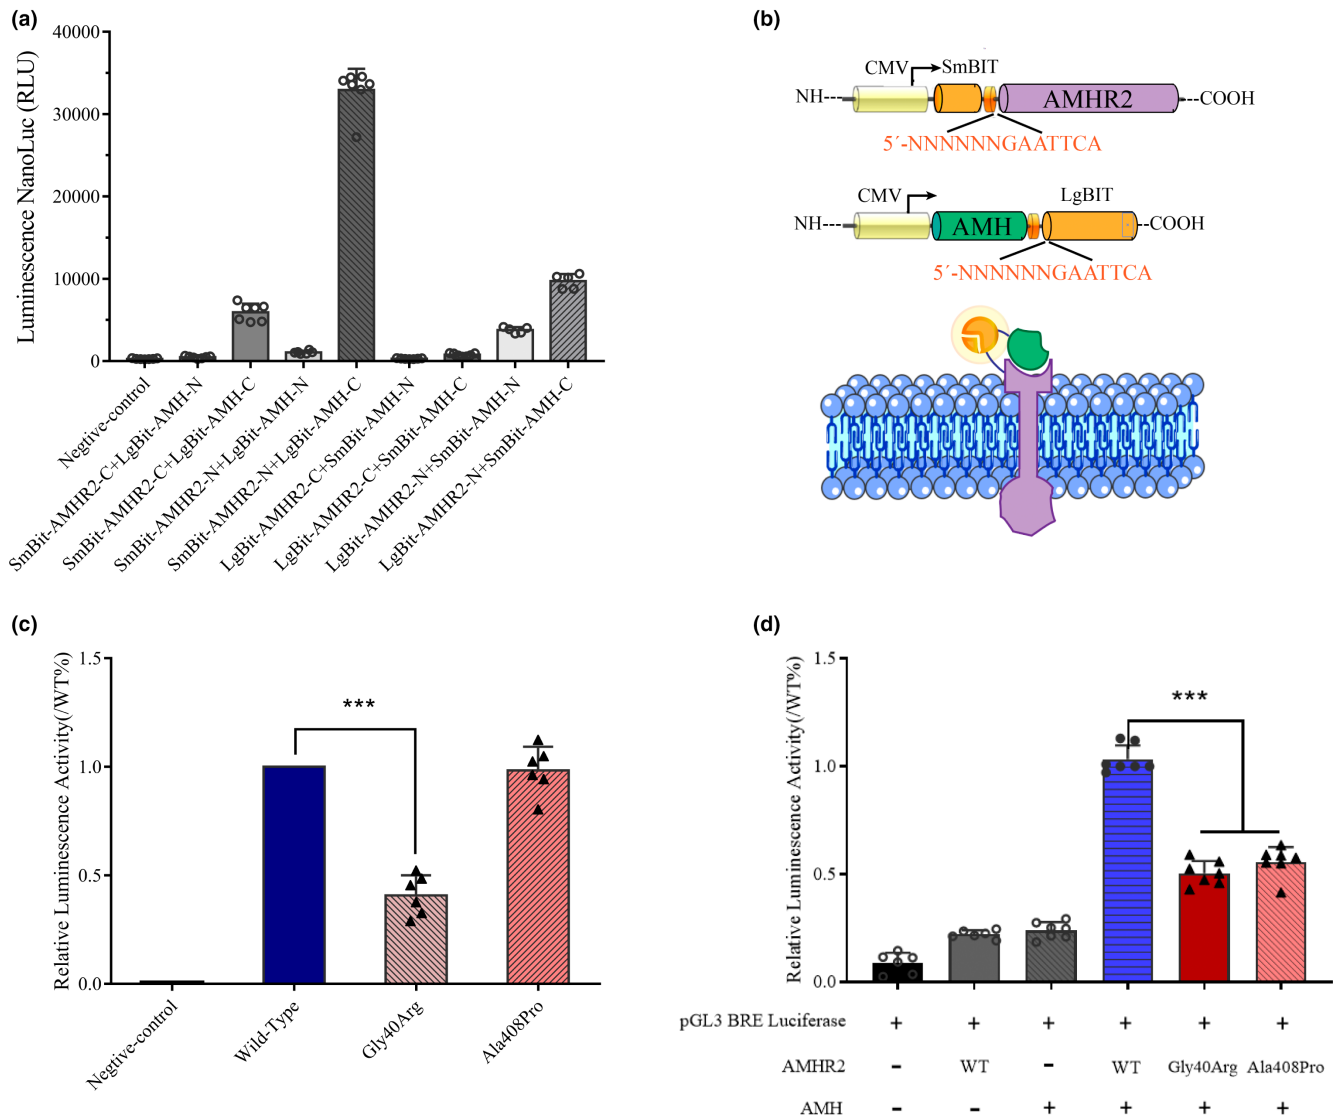 (a)
Luminescence NanoLuc (RLU)
40000
30000
20000
10000
0
Negtive-control
SmBit-AMHR2-C+LgBit-AMH-N
SmBit-AMHR2-C+LgBit-AMH-C
SmBit-AMHR2-N+LgBit-AMH-N
SmBit-AMHR2-N+LgBit-AMH-C
LgBit-AMHR2-C+SmBit-AMH-N
LgBit-AMHR2-C+SmBit-AMH-C
LgBit-AMHR2-N+SmBit-AMH-N
LgBit-AMHR2-N+SmBit-AMH-C
(b)
CMV SmBIT
NH--- AMHR2 ---COOH
5´-NNNNNNGAATTCA
CMV LgBIT
NH--- AMH --COOH
5´-NNNNNNGAATTCA
(c)
Relative Luminescence Activity(/WT%)
1.5
1.0
0.5
0.0
***
Negtive-control
Wild-Type
Gly40Arg
Ala408Pro
(d)
Relative Luminescence Activity(/WT%)
1.5
1.0
0.5
0.0
***
pGL3 BRE Luciferase + + + + + +
AMHR2 - WT - WT Gly40Arg Ala408Pro
AMH - - + + + +